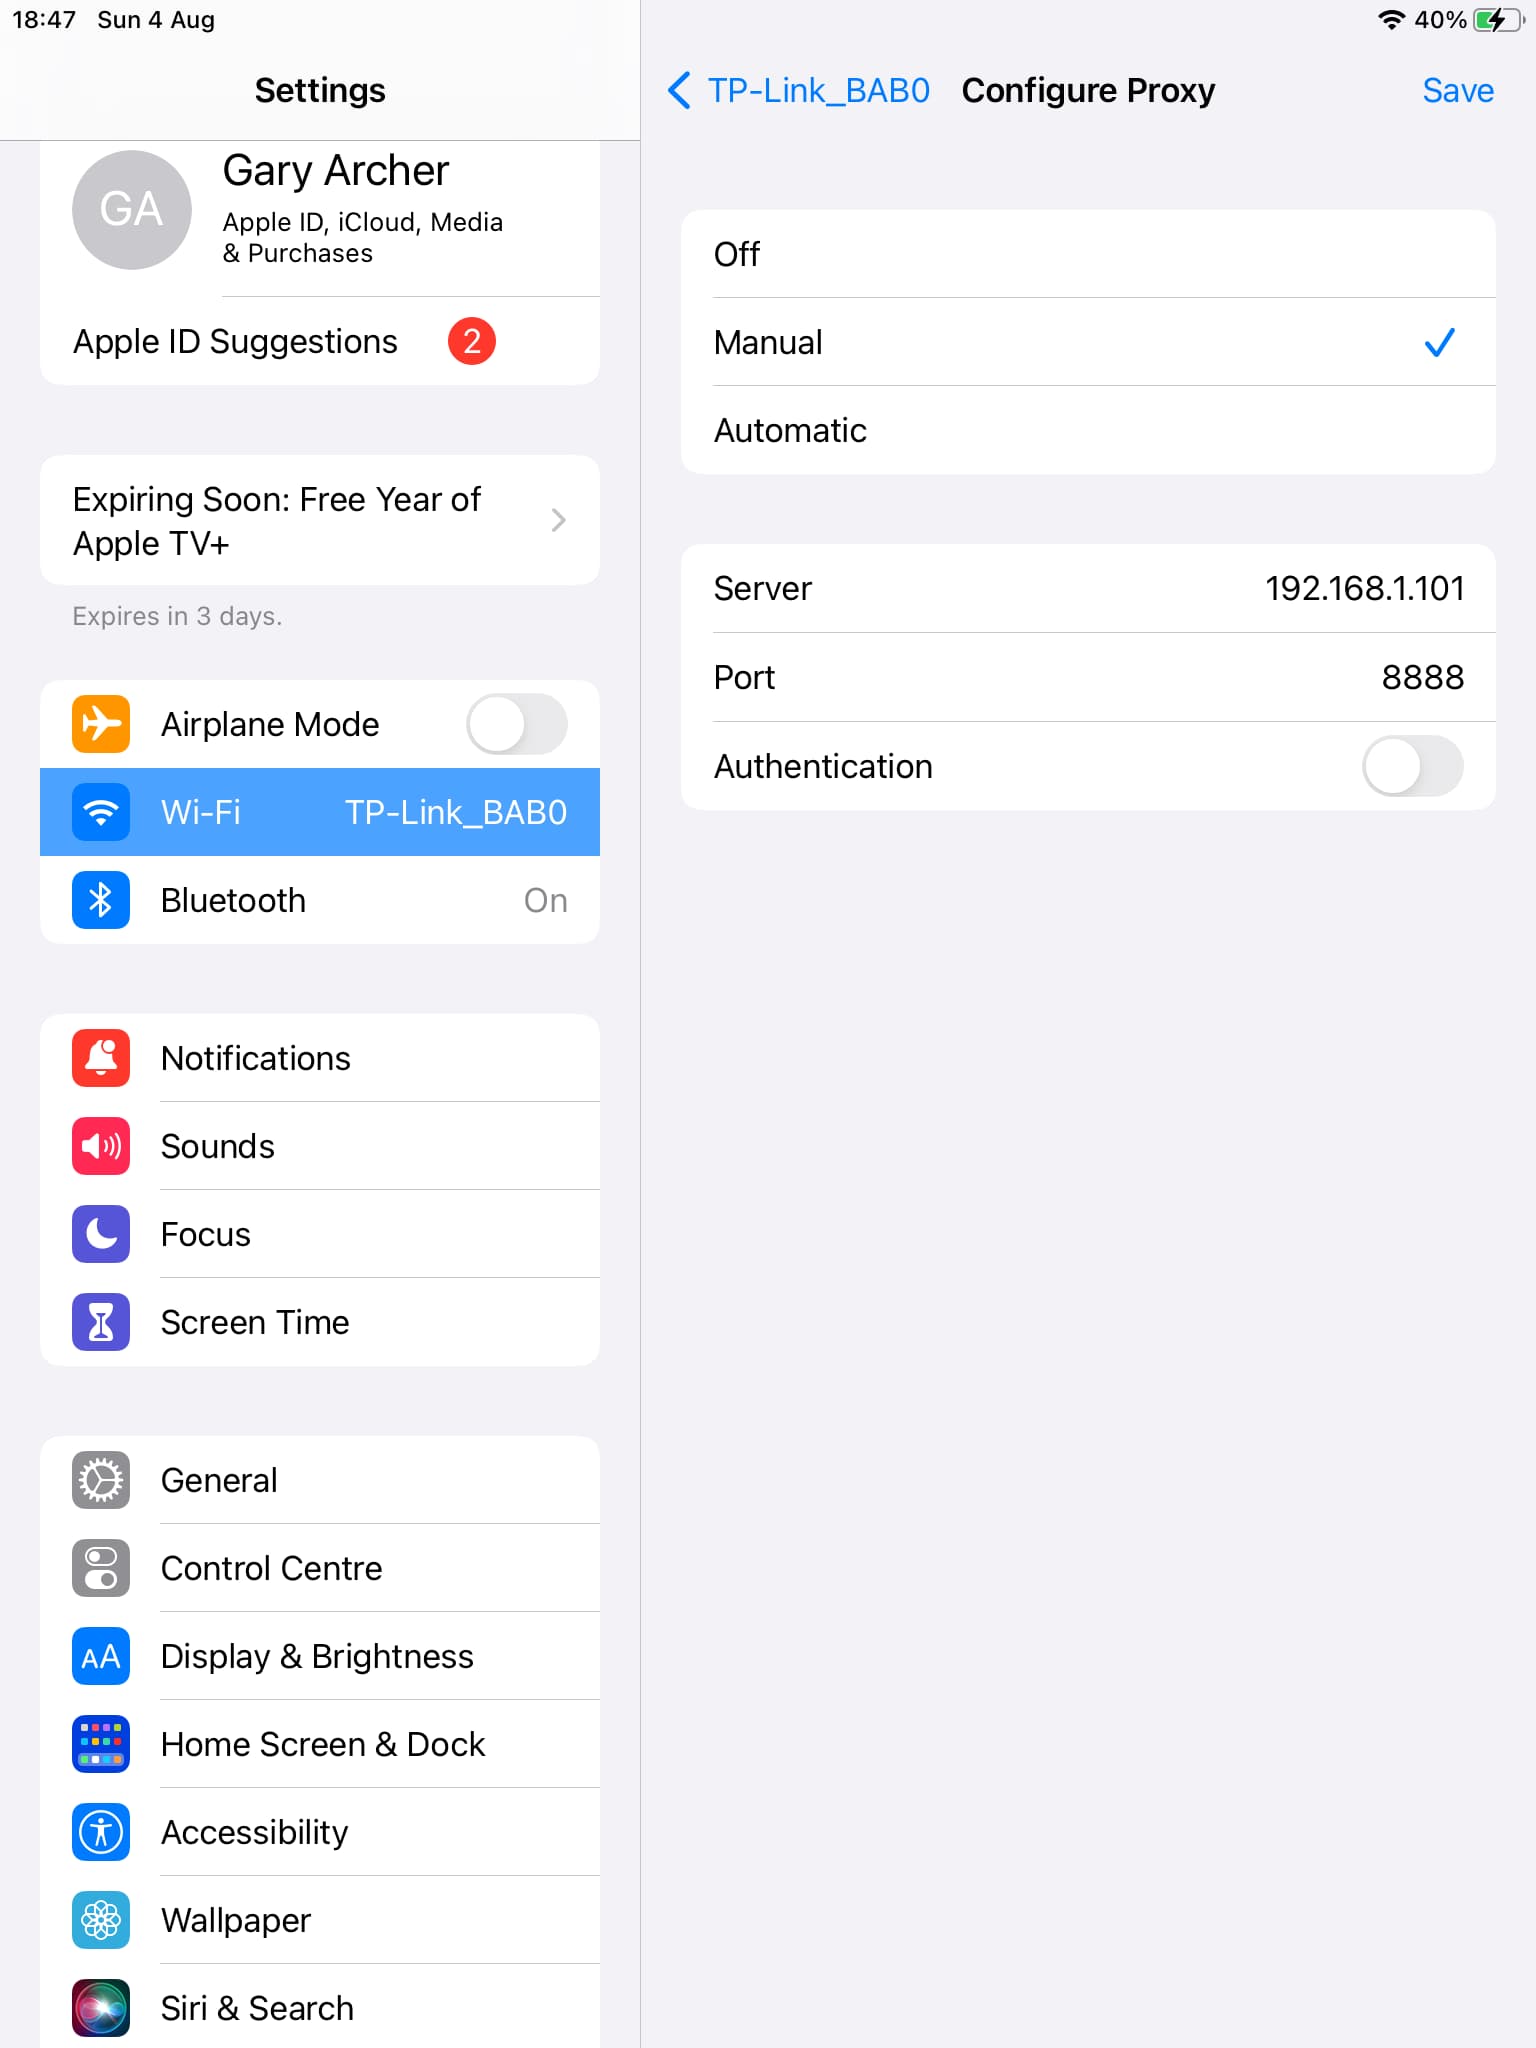 18:47 Sun 4 Aug
40%
Settings
GA
Gary Archer
Apple ID, iCloud, Media
& Purchases
Apple ID Suggestions 2
Expiring Soon: Free Year of
Apple TV+
Expires in 3 days.
Airplane Mode
Wi-Fi TP-Link_BAB0
Bluetooth On
Notifications
Sounds
Focus
Screen Time
General
Control Centre
AA Display & Brightness
Home Screen & Dock
Accessibility
Wallpaper
Siri & Search
TP-Link_BAB0 Configure Proxy Save
Off
Manual
Automatic
Server 192.168.1.101
Port 8888
Authentication